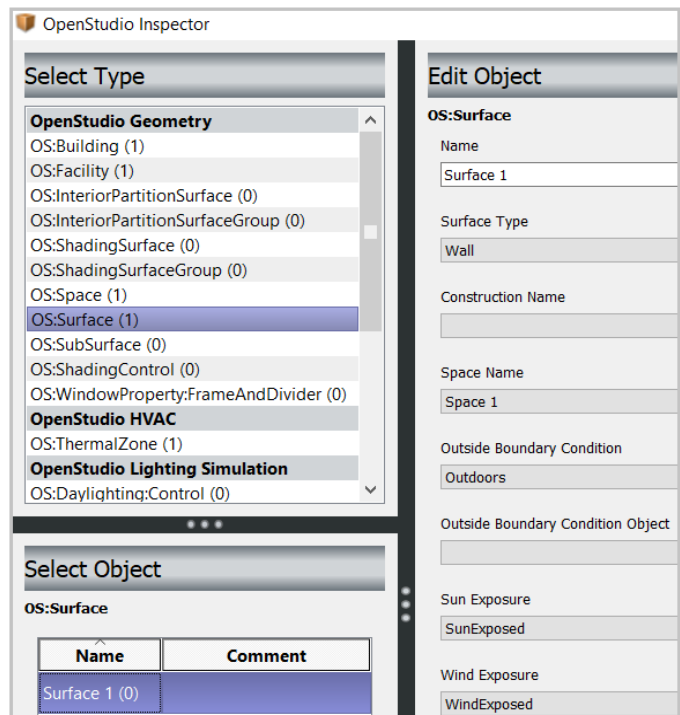 OpenStudio Inspector
Select Type
OpenStudio Geometry
OS:Building (1)
OS:Facility (1)
OS:InteriorPartitionSurface (0)
OS:InteriorPartitionSurfaceGroup (0)
OS:ShadingSurface (0)
OS:ShadingSurfaceGroup (0)
OS:Space (1)
OS:Surface (1)
OS:SubSurface (0)
OS:ShadingControl (0)
OS:WindowProperty:FrameAndDivider (0)
OpenStudio HVAC
OS:ThermalZone (1)
OpenStudio Lighting Simulation
OS:Daylighting:Control (0)
Select Object
OS:Surface
Name Comment
Surface 1 (0)
Edit Object
OS:Surface
Name
Surface 1
Surface Type
Wall
Construction Name
Space Name
Space 1
Outside Boundary Condition
Outdoors
Outside Boundary Condition Object
Sun Exposure
SunExposed
Wind Exposure
WindExposed